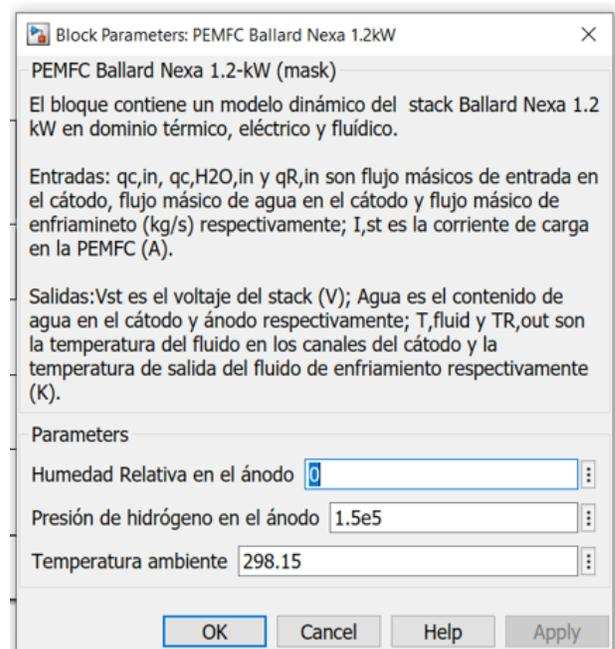 Block Parameters: PEMFC Ballard Nexa 1.2kW
PEMFC Ballard Nexa 1.2-kW (mask)
El bloque contiene un modelo dinámico del stack Ballard Nexa 1.2
kW en dominio térmico, eléctrico y fluídico.
Entradas: qc,in, qc,H2O,in y qR,in son flujo másicos de entrada en
el cátodo, flujo másico de agua en el cátodo y flujo másico de
enfriamineto (kg/s) respectivamente; I,st es la corriente de carga
en la PEMFC (A).
Salidas:Vst es el voltaje del stack (V); Agua es el contenido de
agua en el cátodo y ánodo respectivamente; T,fluid y TR,out son
la temperatura del fluido en los canales del cátodo y la
temperatura de salida del fluido de enfriamiento respectivamente
(K).
Parameters
Humedad Relativa en el ánodo 0
Presión de hidrógeno en el ánodo 1.5e5
Temperatura ambiente 298.15
OK Cancel Help Apply